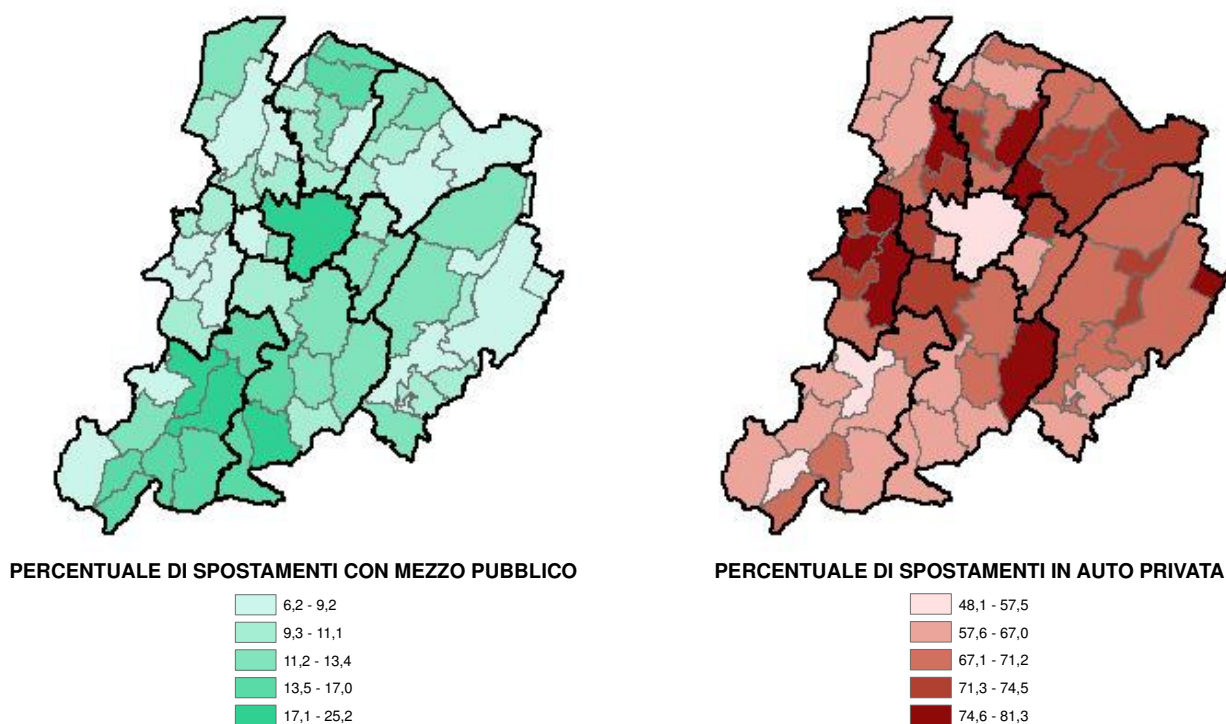 PERCENTUALE DI SPOSTAMENTI CON MEZZO PUBBLICO
6,2 - 9,2
9,3 - 11,1
11,2 - 13,4
13,5 - 17,0
17,1 - 25,2
PERCENTUALE DI SPOSTAMENTI IN AUTO PRIVATA
48,1 - 57,5
57,6 - 67,0
67,1 - 71,2
71,3 - 74,5
74,6 - 81,3